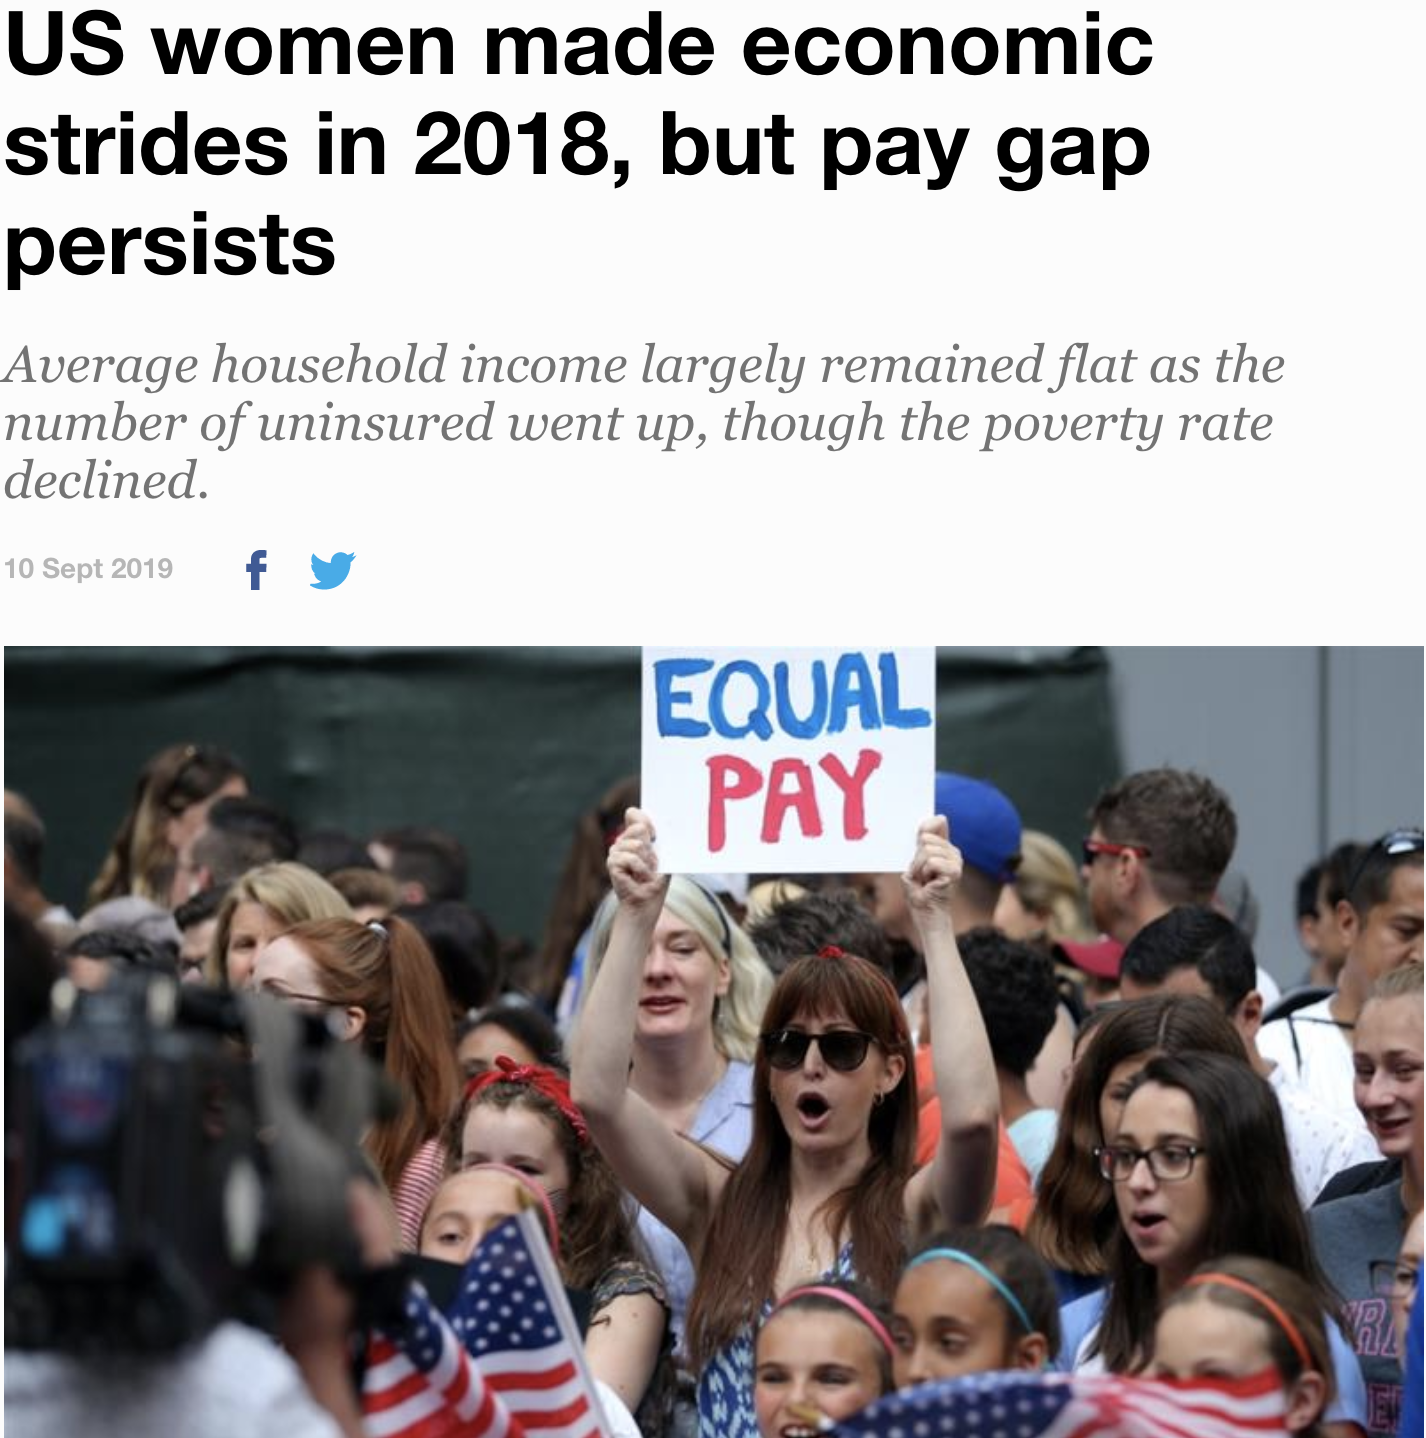 US women made economic
strides in 2018, but pay gap
persists
Average household income largely remained flat as the
number of uninsured went up, though the poverty rate
declined.
10 Sept 2019
EQUAL
PAY